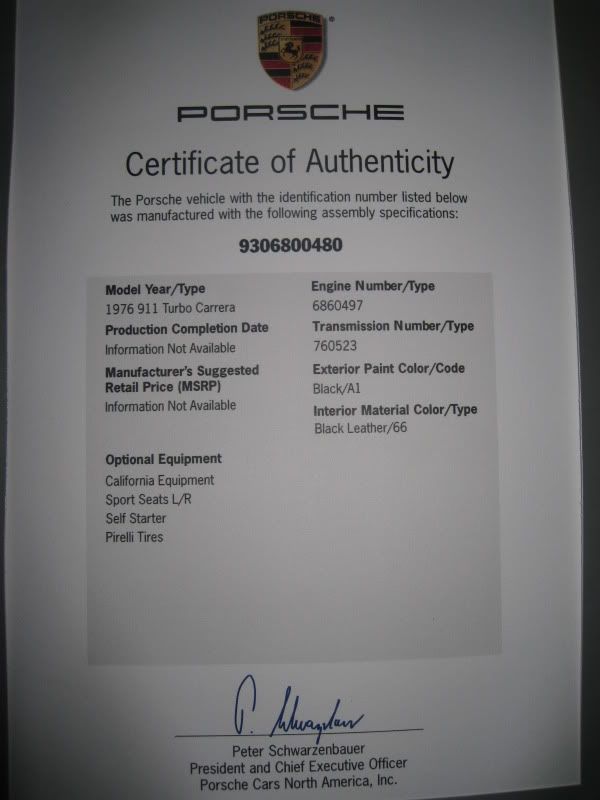 PORSCHE
PORSCHE
Certificate of Authenticity
The Porsche vehicle with the identification number listed below
was manufactured with the following assembly specifications:
9306800480
Model Year/Type
1976 911 Turbo Carrera
Production Completion Date
Information Not Available
Manufacturer's Suggested
Retail Price (MSRP)
Information Not Available
Engine Number/Type
6860497
Transmission Number/Type
760523
Exterior Paint Color/Code
Black/A1
Interior Material Color/Type
Black Leather/66
Optional Equipment
California Equipment
Sport Seats L/R
Self Starter
Pirelli Tires
Peter Schwarzenbauer
President and Chief Executive Officer
Porsche Cars North America, Inc.